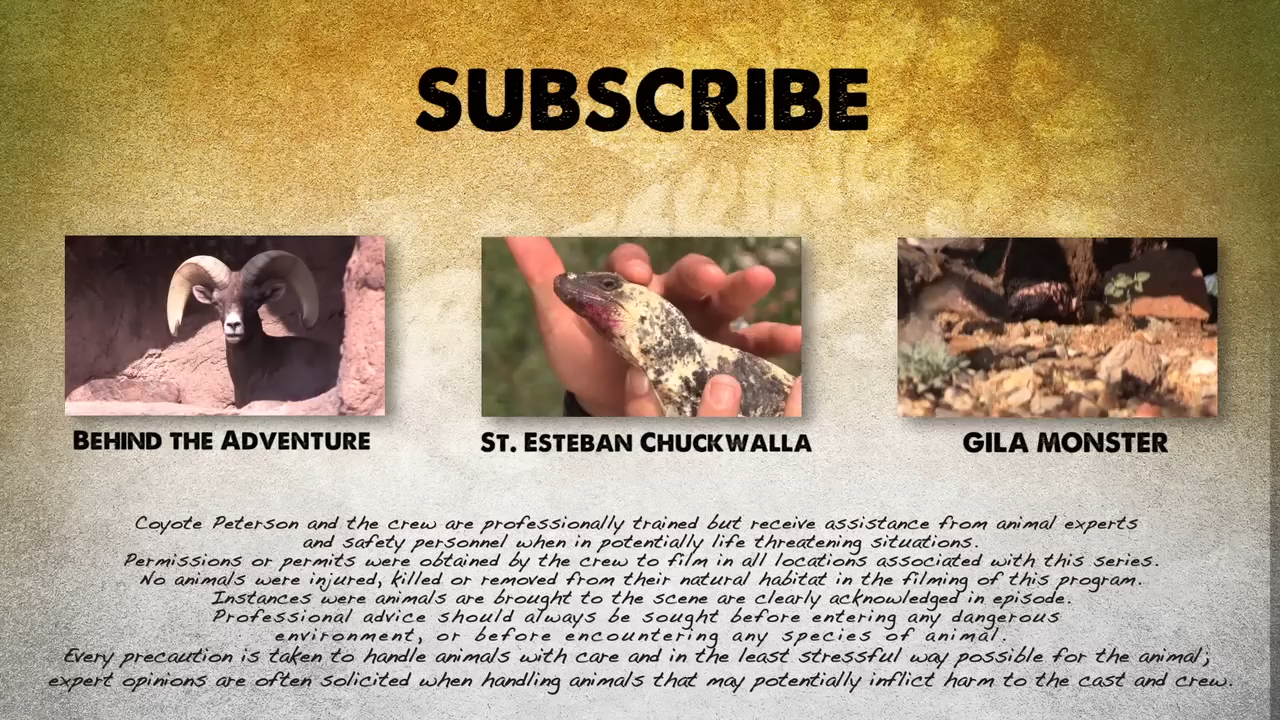 SUBSCRIBE
BEHIND THE ADVENTURE
ST. ESTEBAN CHUCKWALLA
GILA MONSTER
Coyote Peterson and the crew are professionally trained but receive assistance from animal experts
and safety personnel when in potentially life threatening situations.
Permissions or permits were obtained by the crew to film in all locations associated with this series.
No animals were injured, killed or removed from their natural habitat in the filming of this program.
Instances were animals are brought to the scene are clearly acknowledged in episode.
Professional advice should always be sought before entering any dangerous
environment, or before encountering any species of animal.
Every precaution is taken to handle animals with care and in the least stressful way possible for the animal;
expert opinions are often solicited when handling animals that may potentially inflict harm to the cast and crew.